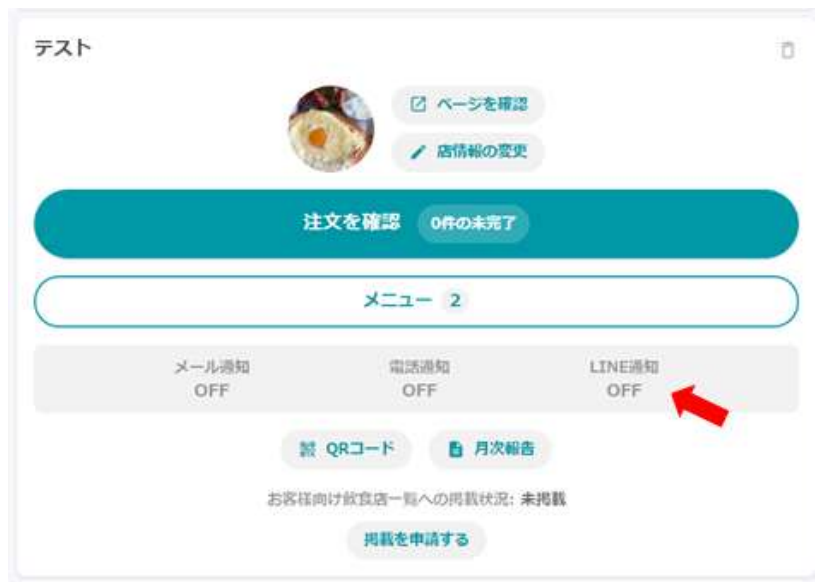 テスト
ページを確認
店情報の変更
注文を確認 0件の未完了
メニュー 2
メール通知 電話通知 LINE通知
OFF OFF OFF
QRコード 月次報告
お客様向け飲食店一覧への掲載状況: 未掲載
掲載を申請する